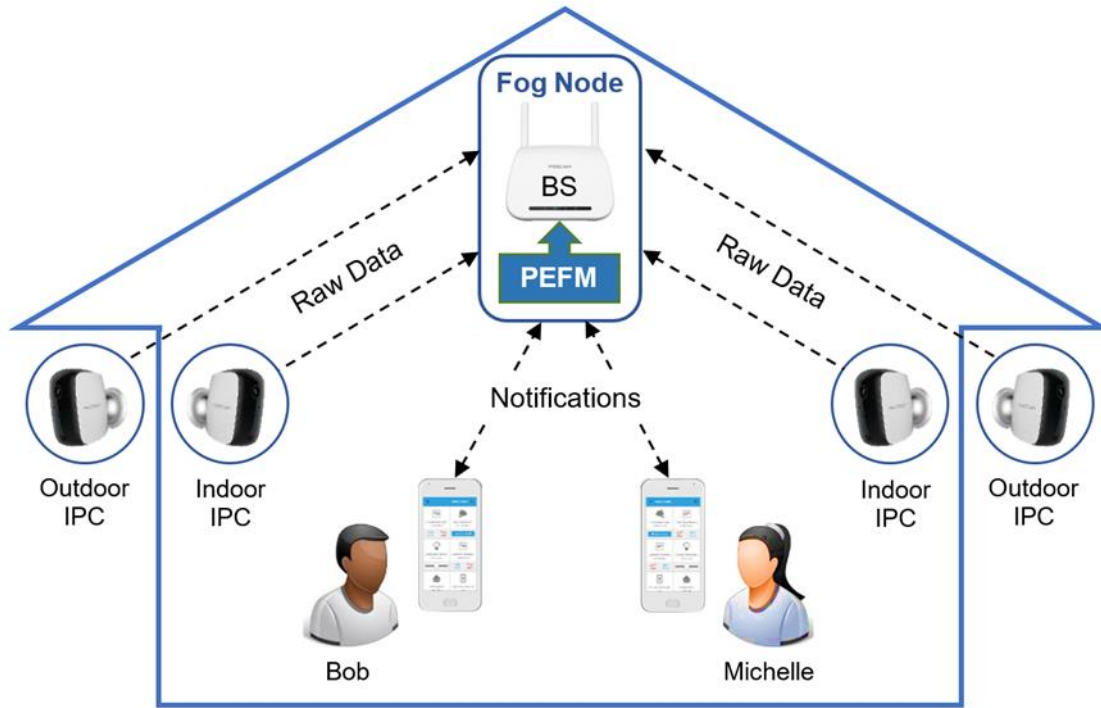 Fog Node
BS
PEFM
Raw Data
Raw Data
Notifications
Outdoor
IPC
Indoor
IPC
Indoor
IPC
Outdoor
IPC
Bob
Michelle